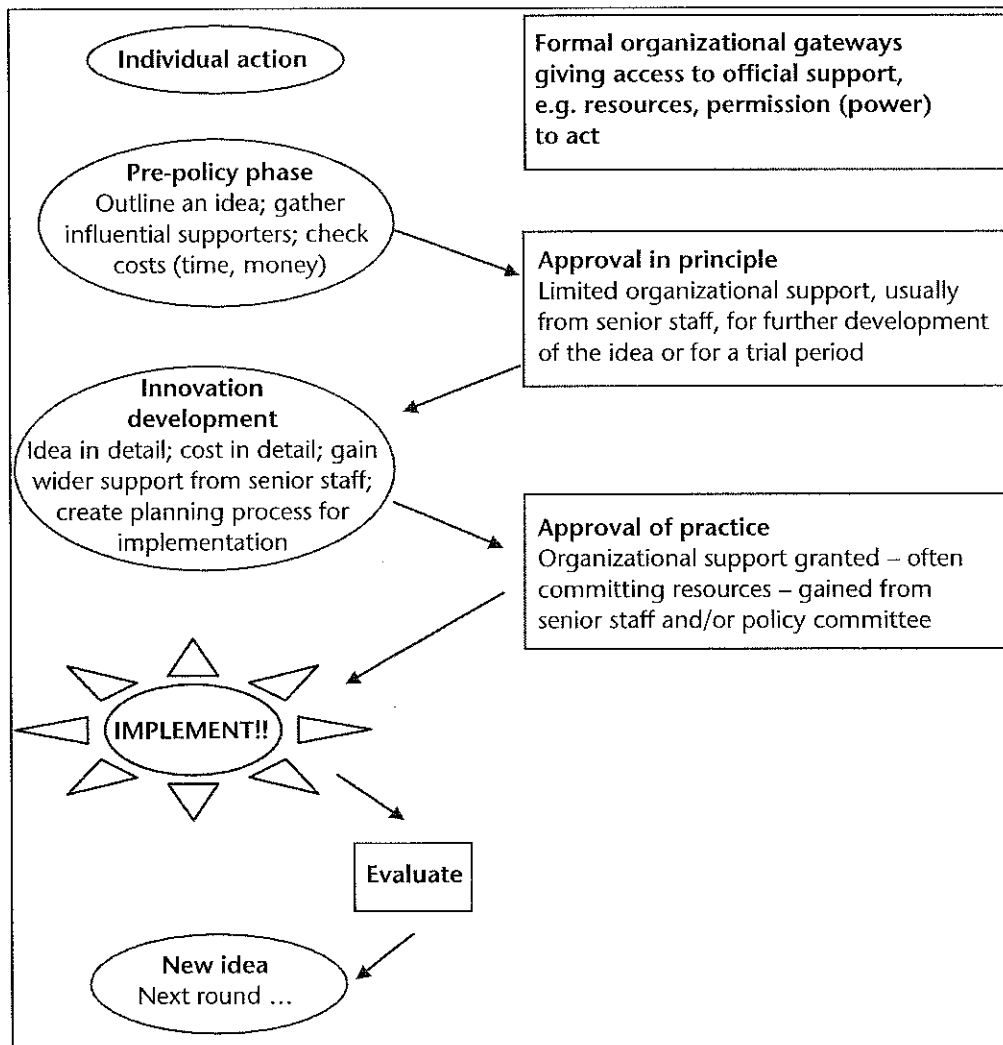 Individual action
Formal organizational gateways
giving access to official support,
e.g. resources, permission (power)
to act
Pre-policy phase
Outline an idea; gather
influential supporters; check
costs (time, money)
Approval in principle
Limited organizational support, usually
from senior staff, for further development
of the idea or for a trial period
Innovation
development
Idea in detail; cost in detail; gain
wider support from senior staff;
create planning process for
implementation
Approval of practice
Organizational support granted – often
committing resources – gained from
senior staff and/or policy committee
IMPLEMENT!!
Evaluate
New idea
Next round ...